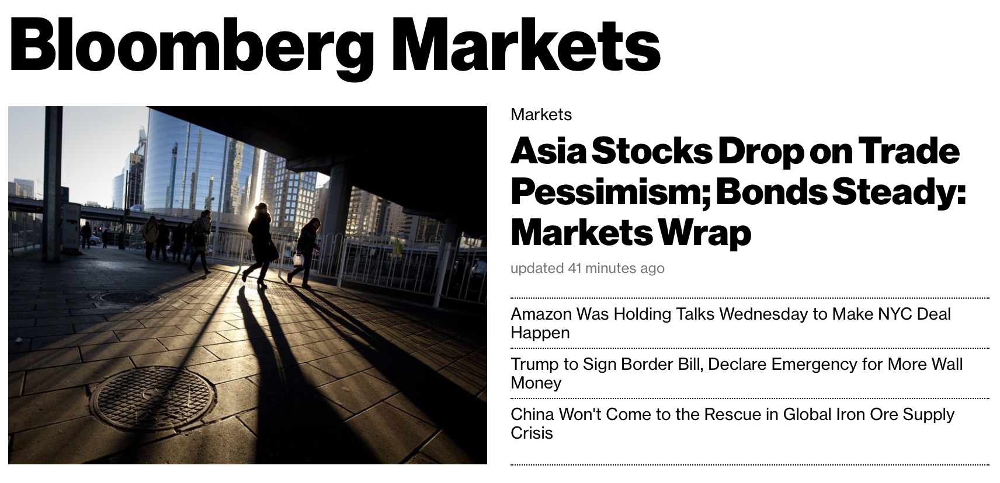 Bloomberg Markets
Markets
Asia Stocks Drop on Trade
Pessimism; Bonds Steady:
Markets Wrap
updated 41 minutes ago
Amazon Was Holding Talks Wednesday to Make NYC Deal
Happen
Trump to Sign Border Bill, Declare Emergency for More Wall
Money
China Won't Come to the Rescue in Global Iron Ore Supply
Crisis